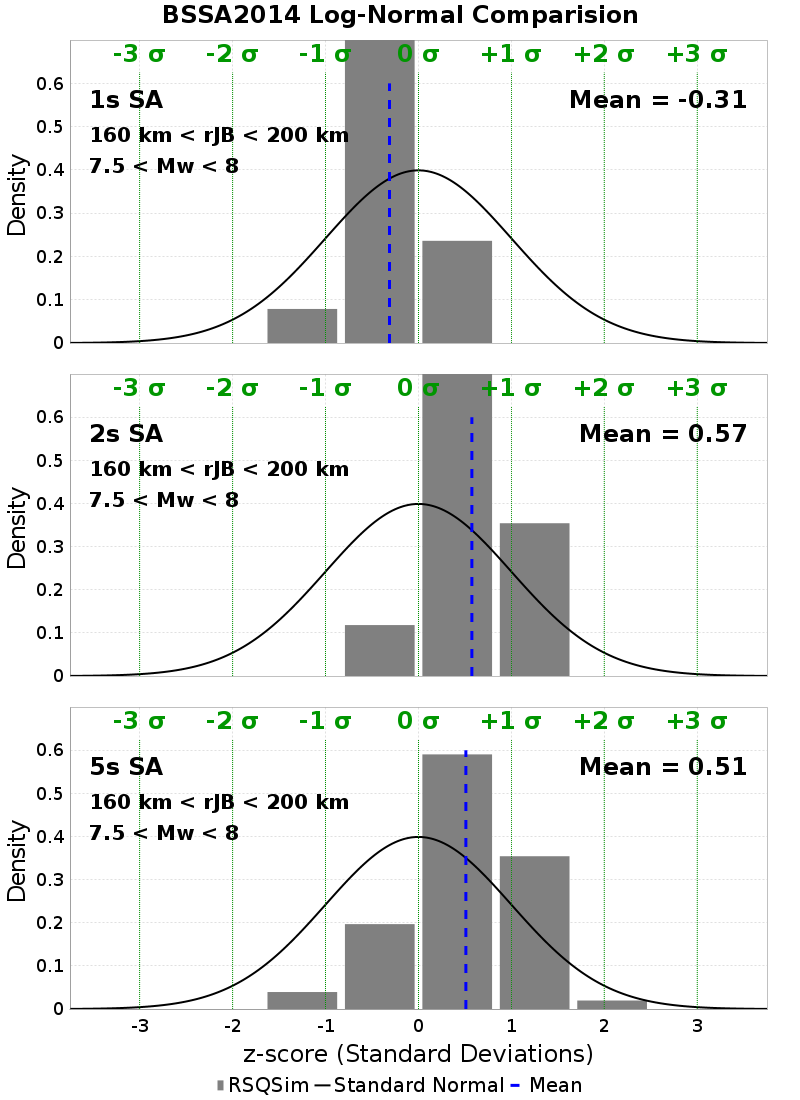 BSSA2014 Log-Normal Comparision
-3 σ -2 σ -1 σ 0 σ +1 σ +2 σ +3 σ
0.6
1s SA Mean = -0.31
0.5
160 km < rJB < 200 km
7.5 < Mw < 8
0.4
0.3
0.2
0.1
0
Density
-3 σ -2 σ -1 σ 0 σ +1 σ +2 σ +3 σ
0.6
2s SA Mean = 0.57
0.5
160 km < rJB < 200 km
7.5 < Mw < 8
0.4
0.3
0.2
0.1
0
Density
-3 σ -2 σ -1 σ 0 σ +1 σ +2 σ +3 σ
0.6
5s SA Mean = 0.51
0.5
160 km < rJB < 200 km
7.5 < Mw < 8
0.4
0.3
0.2
0.1
0
Density
-3 -2 -1 0 1 2 3
z-score (Standard Deviations)
RSQSim Standard Normal Mean